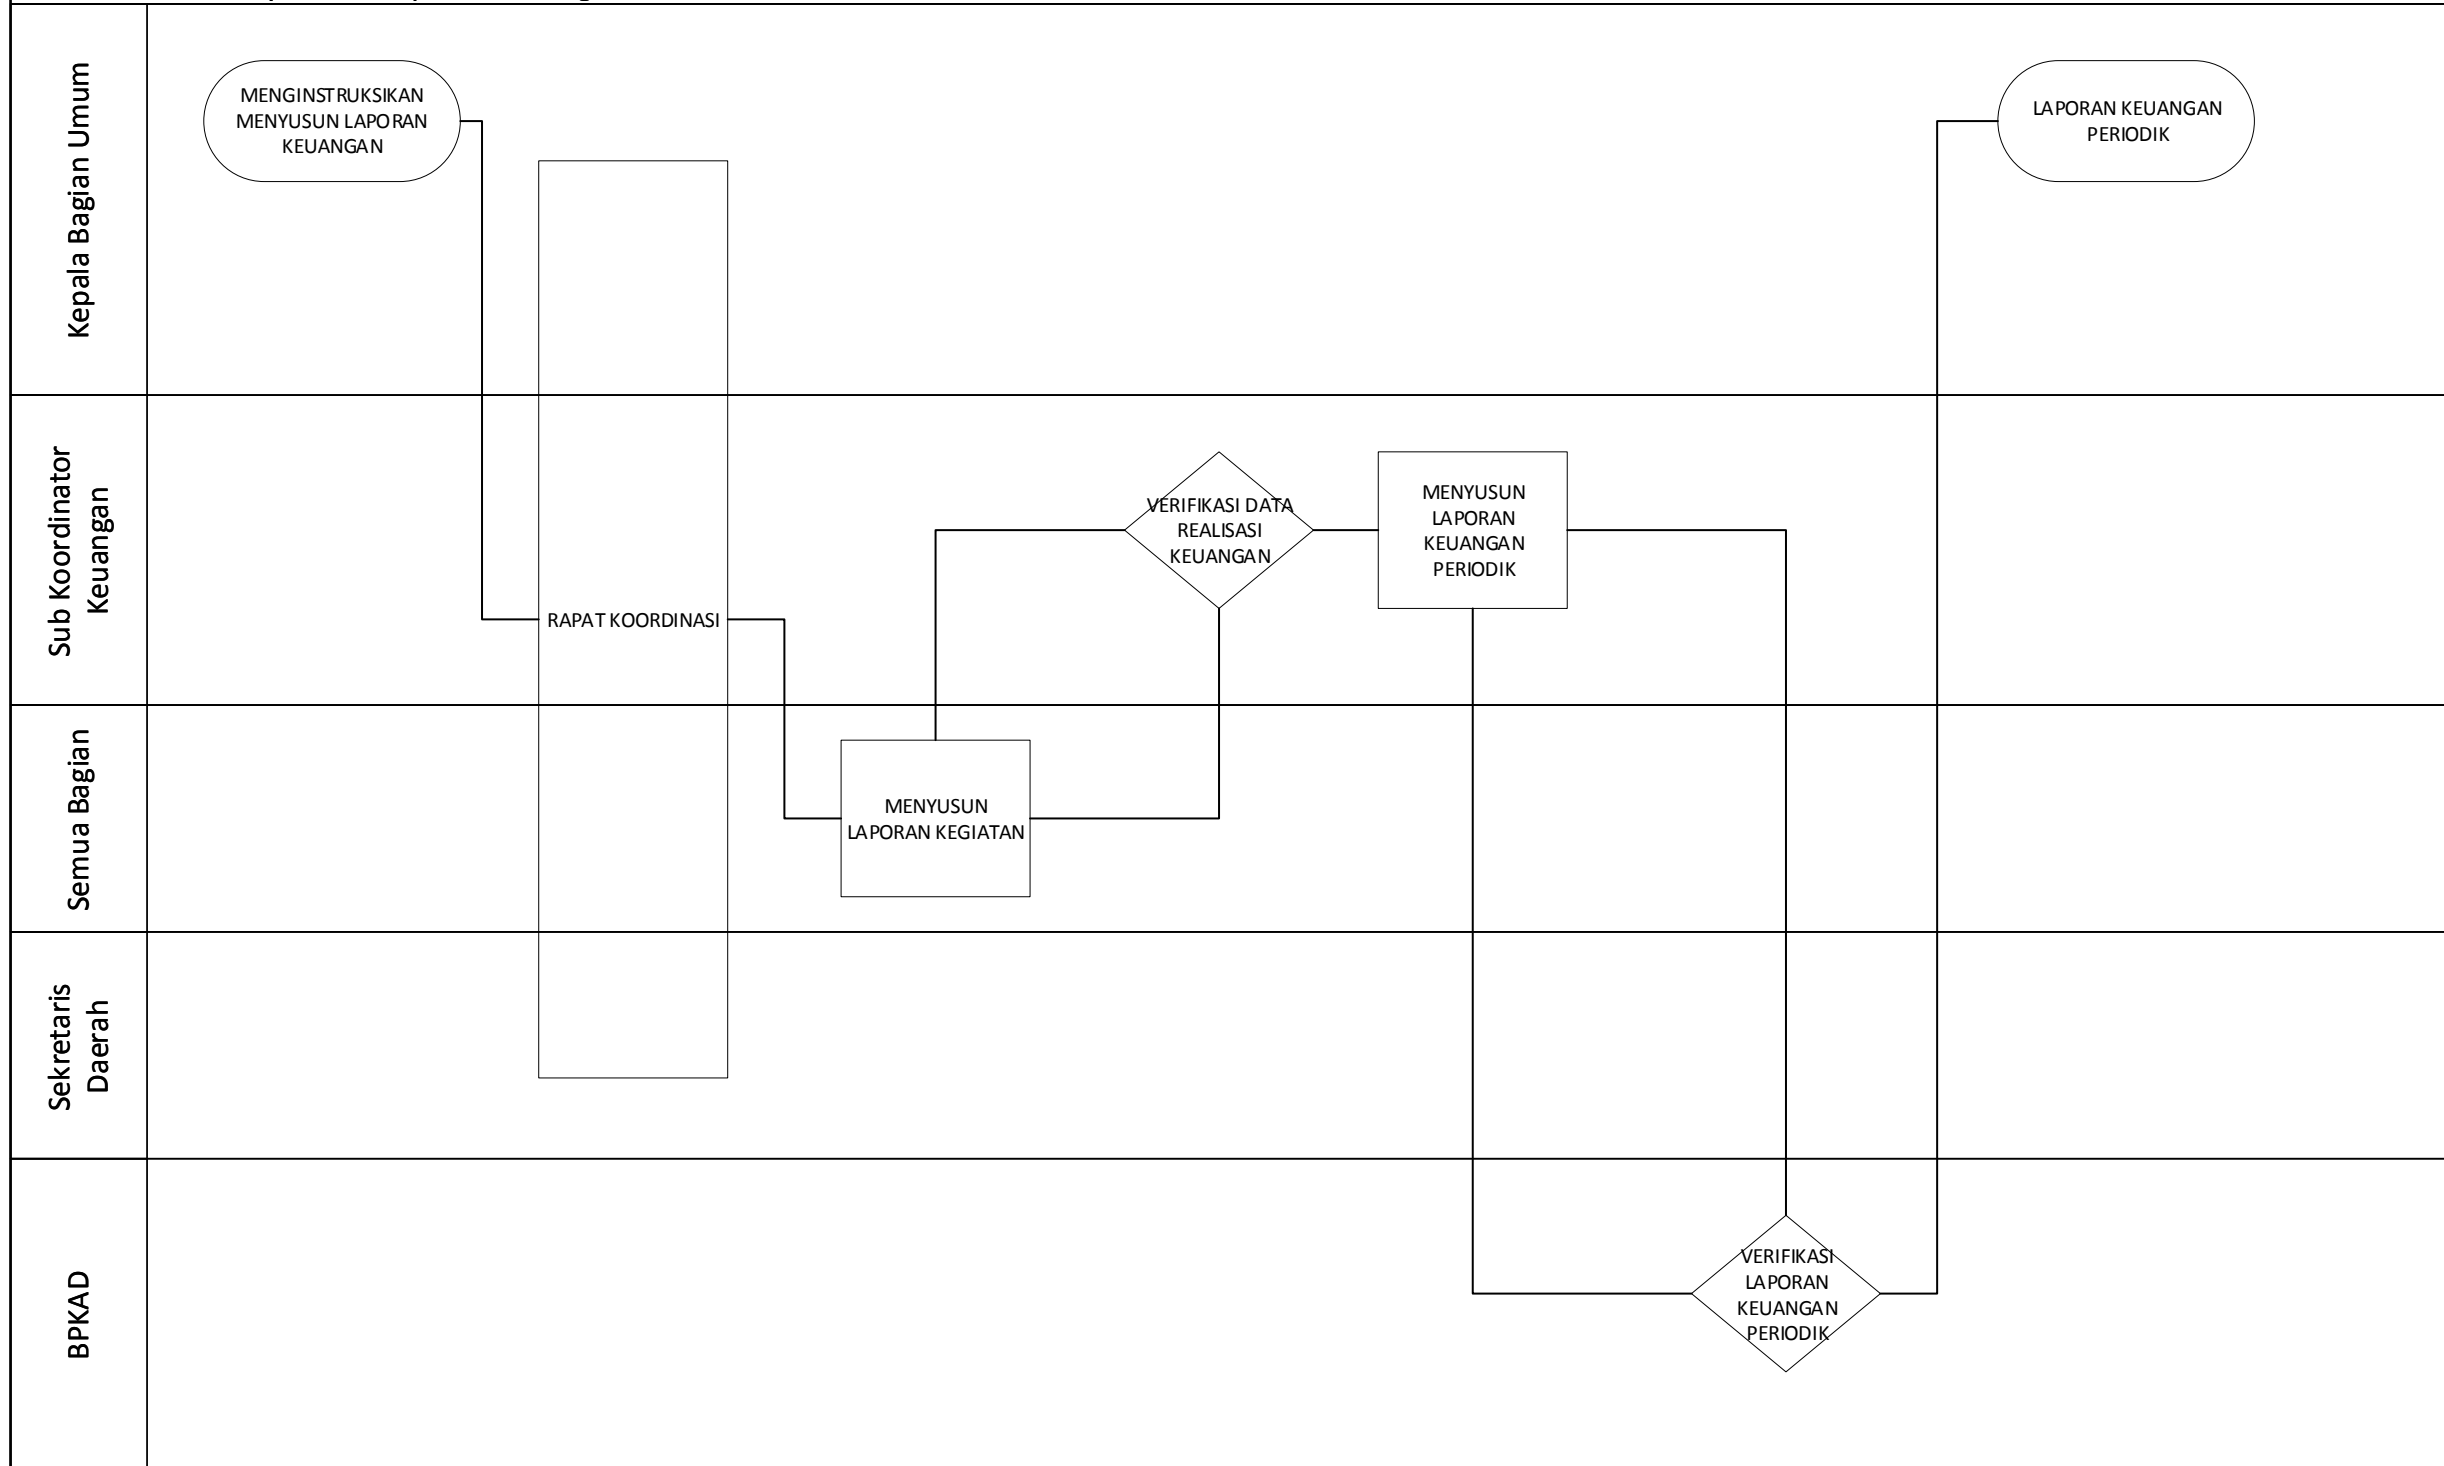 Kepala Bagian Umum
MENGINSTRUKSIKAN
MENYUSUN LAPORAN
KEUANGAN
LAPORAN KEUANGAN
PERIODIK
Sub Koordinator
Keuangan
RAPAT KOORDINASI
VERIFIKASI DATA
REALISASI
KEUANGAN
MENYUSUN
LAPORAN
KEUANGAN
PERIODIK
Semua Bagian
MENYUSUN
LAPORAN KEGIATAN
Sekretaris
Daerah
BPKAD
VERIFIKASI
LAPORAN
KEUANGAN
PERIODIK